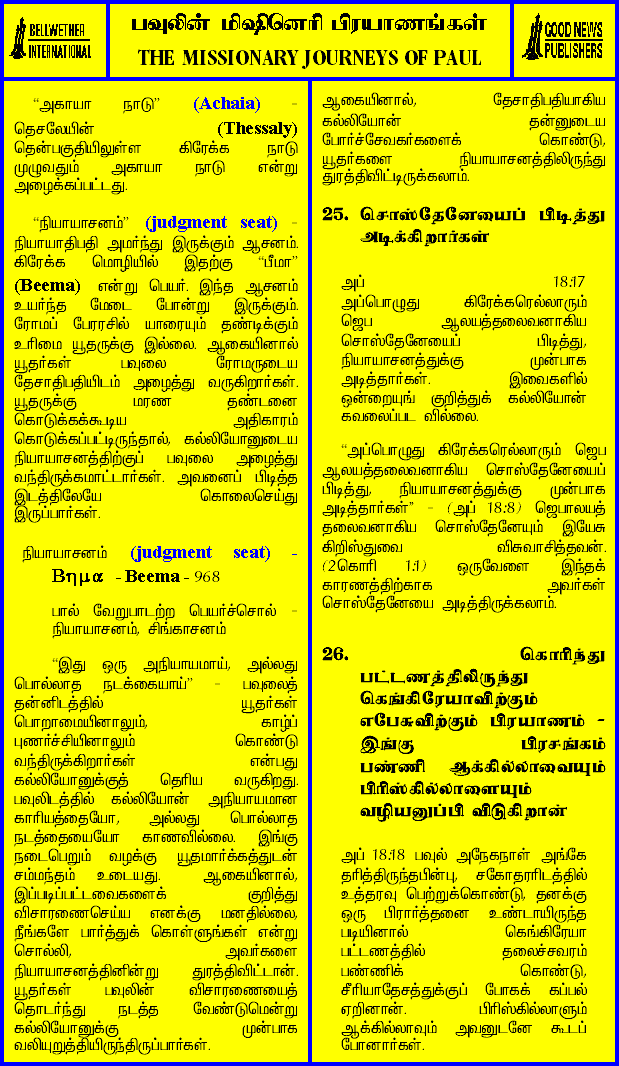 BELLWETHER
INTERNATIONAL
பவுலின் மிஷினெரி பிரயாணங்கள்
THE MISSIONARY JOURNEYS OF PAUL
GOOD NEWS
PUBLISHERS
“அகாயா நாடு” (Achaia) -
தெசலேயின் (Thessaly)
தென்பகுதியிலுள்ள கிரேக்க நாடு
முழுவதும் அகாயா நாடு என்று
அழைக்கப்பட்டது.
“நியாயாசனம்” (judgment seat) -
நியாயாதிபதி அமர்ந்து இருக்கும் ஆசனம்.
கிரேக்க மொழியில் இதற்கு “பீமா”
(Beema) என்று பெயர். இந்த ஆசனம்
உயர்ந்த மேடை போன்று இருக்கும்.
ரோமப் பேரரசில் யாரையும் தண்டிக்கும்
உரிமை யூதருக்கு இல்லை. ஆகையினால்
யூதர்கள் பவுலை ரோமருடைய
தேசாதிபதியிடம் அழைத்து வருகிறார்கள்.
யூதருக்கு மரண தண்டனை
கொடுக்கக்கூடிய அதிகாரம்
கொடுக்கப்பட்டிருந்தால், கல்லியோனுடைய
நியாயாசனத்திற்குப் பவுலை அழைத்து
வந்திருக்கமாட்டார்கள். அவனைப் பிடித்த
இடத்திலேயே கொலைசெய்து
இருப்பார்கள்.
நியாயாசனம் (judgment seat) -
Βημα - Beema - 968
பால் வேறுபாடற்ற பெயர்ச்சொல் -
நியாயாசனம், சிங்காசனம்
“இது ஒரு அநியாயமாய், அல்லது
பொல்லாத நடக்கையாய்” - பவுலைத்
தன்னிடத்தில் யூதர்கள்
பொறாமையினாலும், காழ்ப்
புணர்ச்சியினாலும் கொண்டு
வந்திருக்கிறார்கள் என்பது
கல்லியோனுக்குத் தெரிய வருகிறது.
பவுலிடத்தில் கல்லியோன் அநியாயமான
காரியத்தையோ, அல்லது பொல்லாத
நடத்தையையோ காணவில்லை. இங்கு
நடைபெறும் வழக்கு யூதமார்க்கத்துடன்
சம்மந்தம் உடையது. ஆகையினால்,
இப்படிப்பட்டவைகளைக் குறித்து
விசாரணைசெய்ய எனக்கு மனதில்லை,
நீங்களே பார்த்துக் கொள்ளுங்கள் என்று
சொல்லி, அவர்களை
நியாயாசனத்தினின்று துரத்திவிட்டான்.
யூதர்கள் பவுலின் விசாரணையைத்
தொடர்ந்து நடத்த வேண்டுமென்று
கல்லியோனுக்கு முன்பாக
வலியுறுத்தியிருந்திருப்பார்கள்.
ஆகையினால், தேசாதிபதியாகிய
கல்லியோன் தன்னுடைய
போர்ச்சேவகர்களைக் கொண்டு,
யூதர்களை நியாயாசனத்திலிருந்து
துரத்திவிட்டிருக்கலாம்.
25. சொஸ்தேனேயைப் பிடித்து
அடிக்கிறார்கள்
அப் 18:17
அப்பொழுது கிரேக்கரெல்லாரும்
ஜெப ஆலயத்தலைவனாகிய
சொஸ்தேனேயைப் பிடித்து,
நியாயாசனத்துக்கு முன்பாக
அடித்தார்கள். இவைகளில்
ஒன்றையுங் குறித்துக் கல்லியோன்
கவலைப்பட வில்லை.
“அப்பொழுது கிரேக்கரெல்லாரும் ஜெப
ஆலயத்தலைவனாகிய சொஸ்தேனேயைப்
பிடித்து, நியாயாசனத்துக்கு முன்பாக
அடித்தார்கள்” - (அப் 18:8) ஜெபாலயத்
தலைவனாகிய சொஸ்தேனேயும் இயேசு
கிறிஸ்துவை விசுவாசித்தவன்.
(2கொரி 1:1) ஒருவேளை இந்தக்
காரணத்திற்காக அவர்கள்
சொஸ்தேனேயை அடித்திருக்கலாம்.
26. கொரிந்து
பட்டணத்திலிருந்து
கெங்கிரேயாவிற்கும்
எபேசுவிற்கும் பிரயாணம் -
இங்கு பிரசங்கம்
பண்ணி ஆக்கில்லாவையும்
பிரிஸ்கில்லாளையும்
வழியனுப்பி விடுகிறான்
அப் 18:18 பவுல் அநேகநாள் அங்கே
தரித்திருந்தபின்பு, சகோதரரிடத்தில்
உத்தரவு பெற்றுக்கொண்டு, தனக்கு
ஒரு பிரார்த்தனை உண்டாயிருந்த
படியினால் கெங்கிரேயா
பட்டணத்தில் தலைச்சவரம்
பண்ணிக் கொண்டு,
சீரியாதேசத்துக்குப் போகக் கப்பல்
ஏறினான். பிரிஸ்கில்லாளும்
ஆக்கில்லாவும் அவனுடனே கூடப்
போனார்கள்.